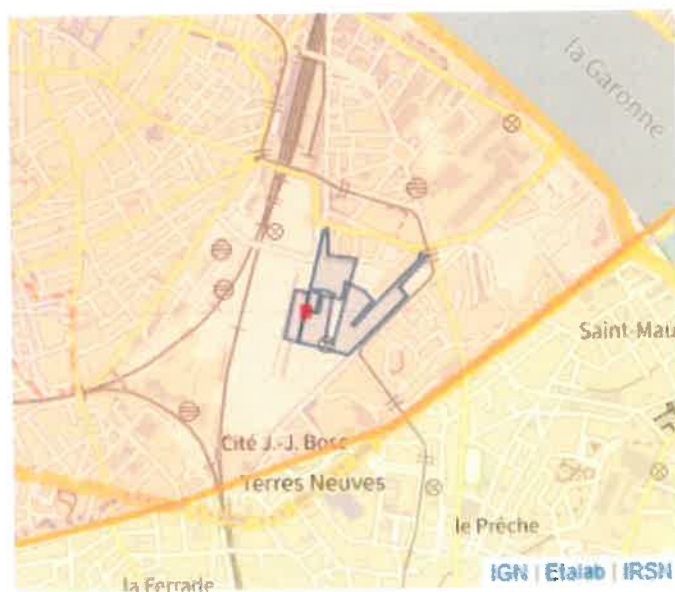 la Garonne
Saint-Mau
Cité J.-J. Bosc
Terres Neuves
le Prêche
la Ferrade
IGN | Etalab | IRSN